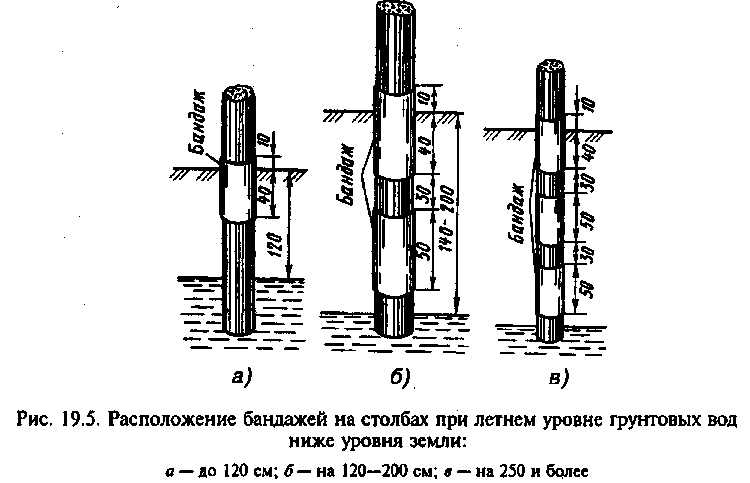 Бандаж
10
40
120
а)
Бандаж
10
40
30
50
140-200
б)
Бандаж
10
40
30
50
30
50
в)
Рис. 19.5. Расположение бандажей на столбах при летнем уровне грунтовых вод
ниже уровня земли:
а — до 120 см; б — на 120—200 см; в — на 250 и более